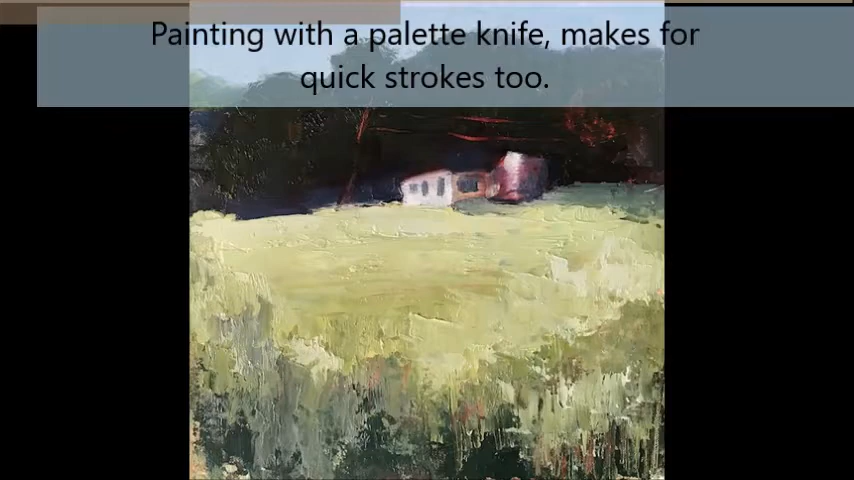 Painting with a palette knife, makes for
quick strokes too.